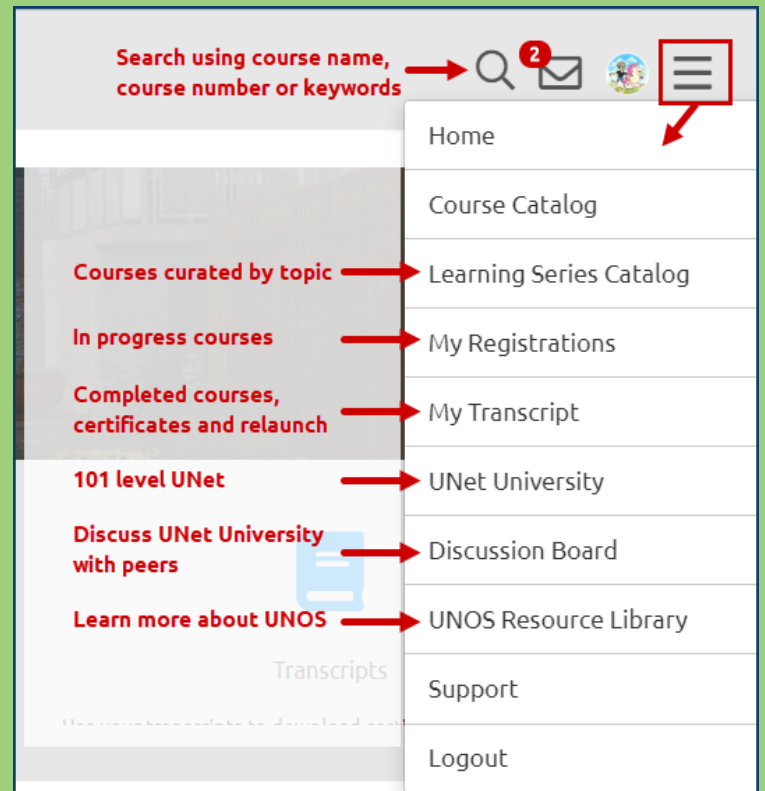 Search using course name,
course number or keywords
2
Home
Course Catalog
Courses curated by topic
Learning Series Catalog
In progress courses
My Registrations
Completed courses,
certificates and relaunch
My Transcript
101 level UNet
UNet University
Discuss UNet University
with peers
Discussion Board
Learn more about UNOS
UNOS Resource Library
Transcripts
Support
Logout